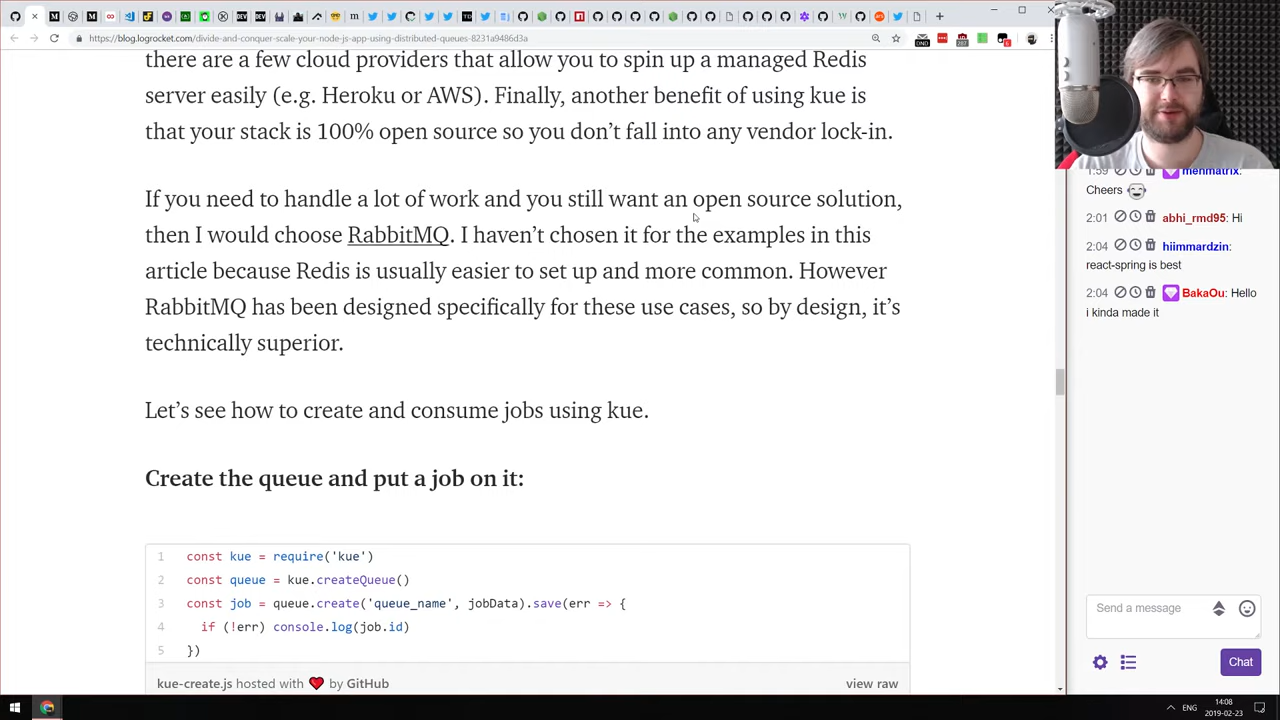 https://blog.logrocket.com/divide-and-conquer-scale-your-node-js-app-using-distributed-queues-8231a9486d3a
there are a few cloud providers that allow you to spin up a managed Redis
server easily (e.g. Heroku or AWS). Finally, another benefit of using kue is
that your stack is 100% open source so you don’t fall into any vendor lock-in.
If you need to handle a lot of work and you still want an open source solution,
then I would choose RabbitMQ. I haven’t chosen it for the examples in this
article because Redis is usually easier to set up and more common. However
RabbitMQ has been designed specifically for these use cases, so by design, it’s
technically superior.
Let’s see how to create and consume jobs using kue.
Create the queue and put a job on it:
1 const kue = require('kue')
2 const queue = kue.createQueue()
3 const job = queue.create('queue_name', jobData).save(err => {
4 if (!err) console.log(job.id)
5 })
kue-create.js hosted with ❤ by GitHub view raw
1:59 menmatrix:
Cheers
2:01 abhi_rmd95: Hi
2:04 hiimmardzin:
react-spring is best
2:04 BakaOu: Hello
i kinda made it
Send a message
Chat
ENG
14:08
2019-02-23